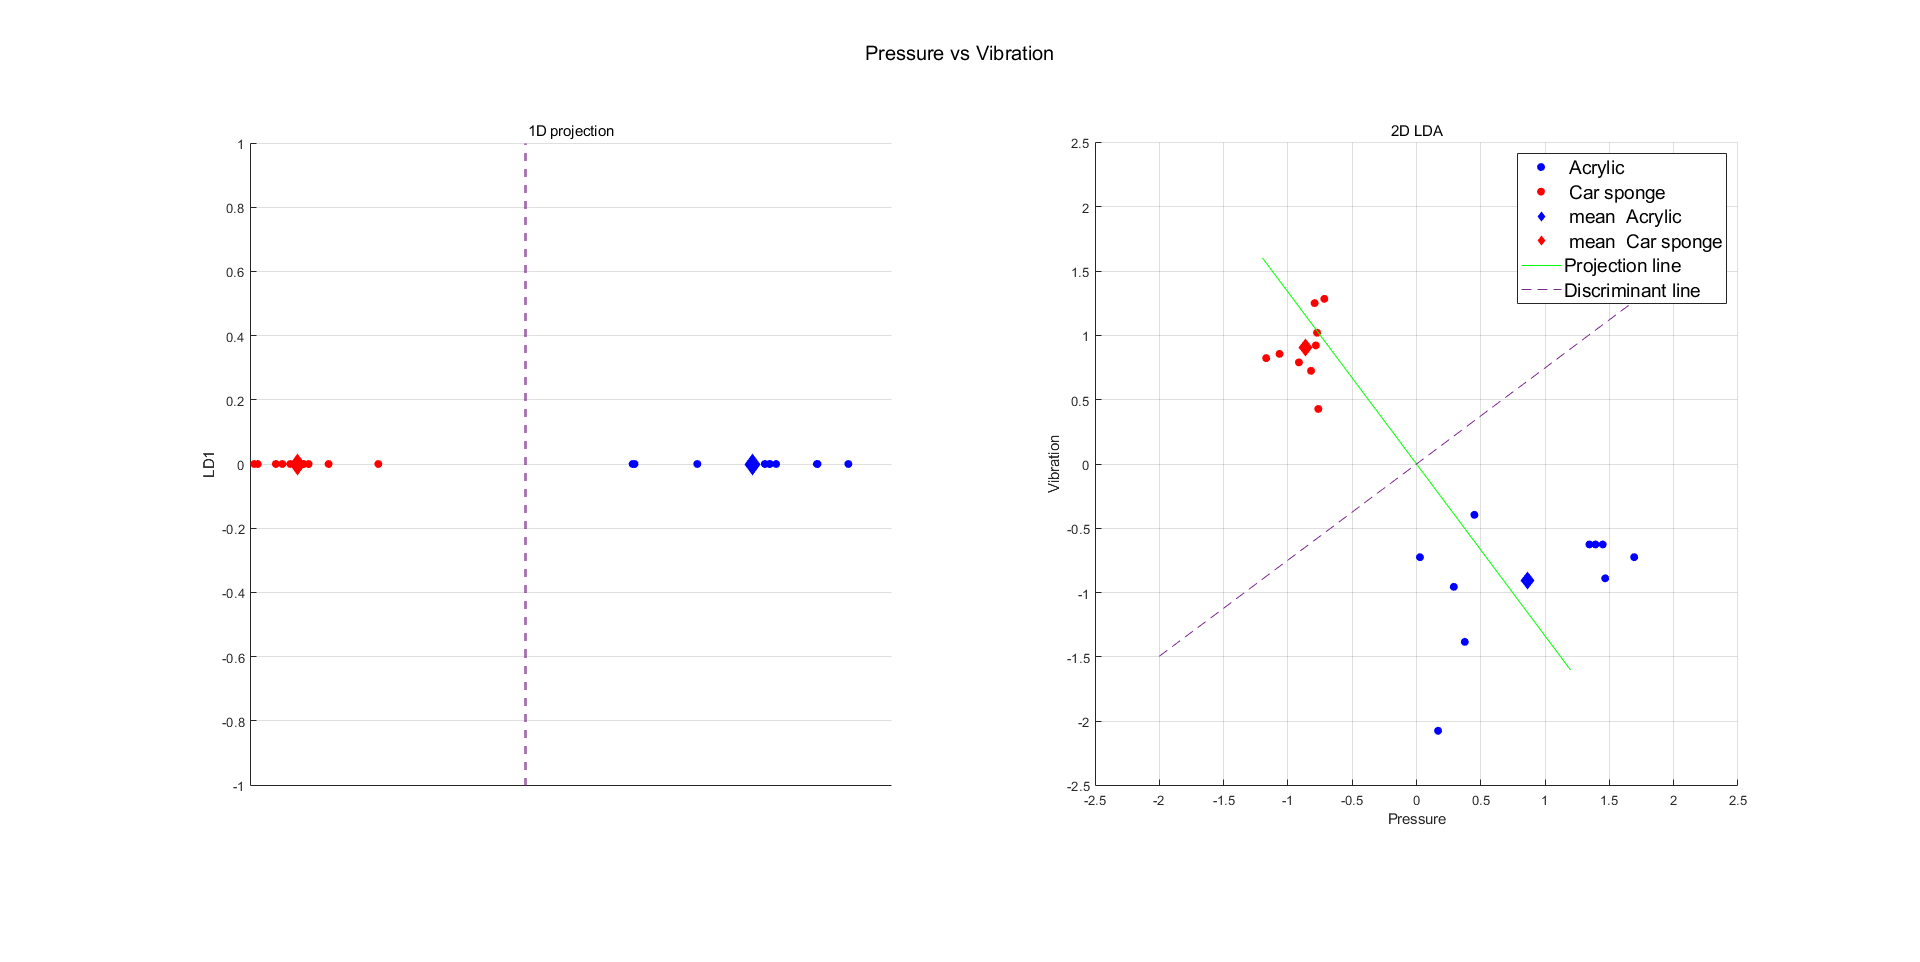 Pressure vs Vibration
1D projection
1
0.8
0.6
0.4
0.2
0
-0.2
-0.4
-0.6
-0.8
-1
LD1
2D LDA
2.5
2
1.5
1
0.5
0
-0.5
-1
-1.5
-2
-2.5
Vibration
-2.5 -2 -1.5 -1 -0.5 0 0.5 1 1.5 2 2.5
Pressure
Acrylic
Car sponge
mean Acrylic
mean Car sponge
Projection line
Discriminant line